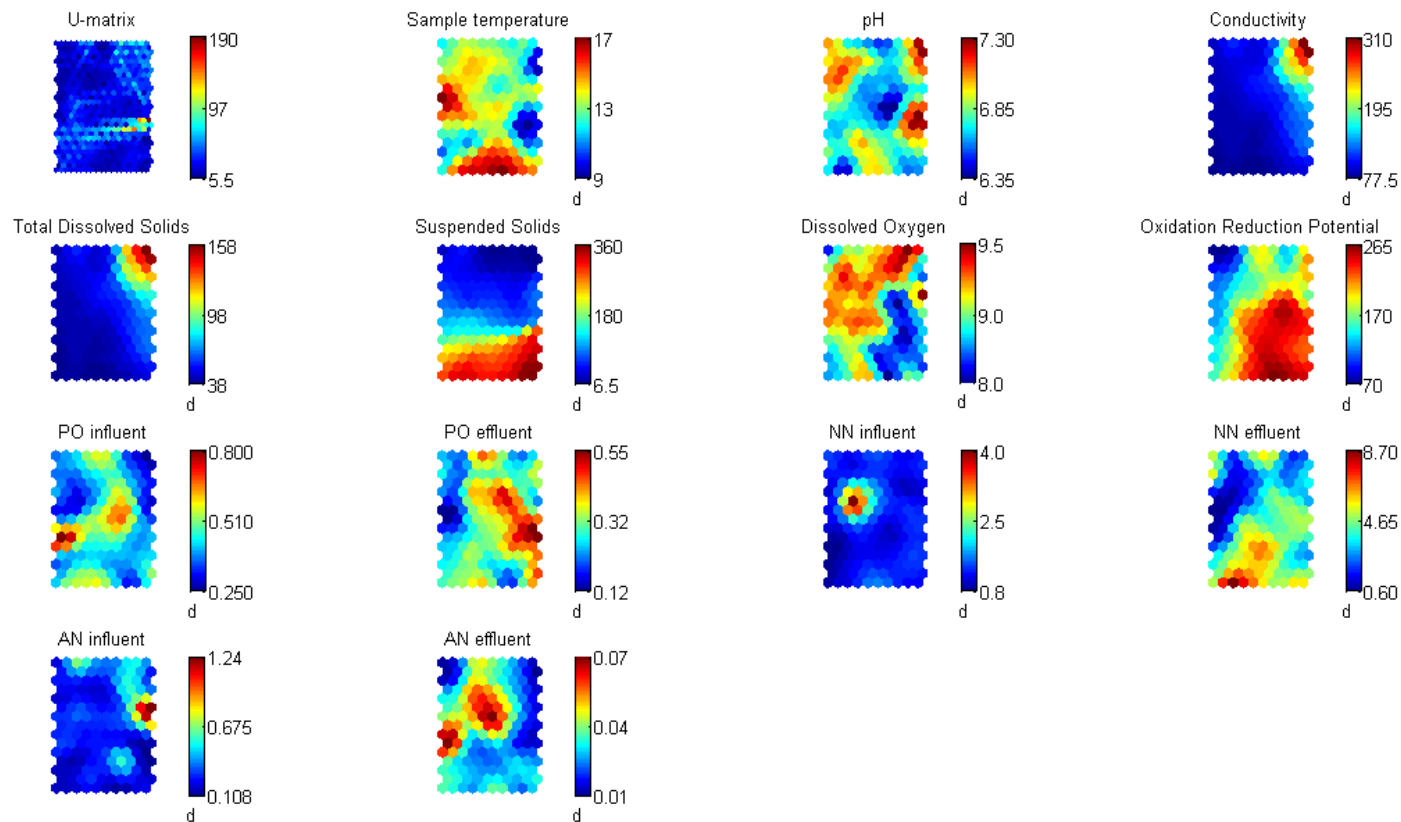 U-matrix
190
97
5.5
Sample temperature
17
13
9
d
pH
7.30
6.85
6.35
d
Conductivity
310
195
77.5
d
Total Dissolved Solids
158
98
38
d
Suspended Solids
360
180
6.5
d
Dissolved Oxygen
9.5
9.0
8.0
d
Oxidation Reduction Potential
265
170
70
d
PO influent
0.800
0.510
0.250
d
PO effluent
0.55
0.32
0.12
d
NN influent
4.0
2.5
0.8
d
NN effluent
8.70
4.65
0.60
d
AN influent
1.24
0.675
0.108
d
AN effluent
0.07
0.04
0.01
d